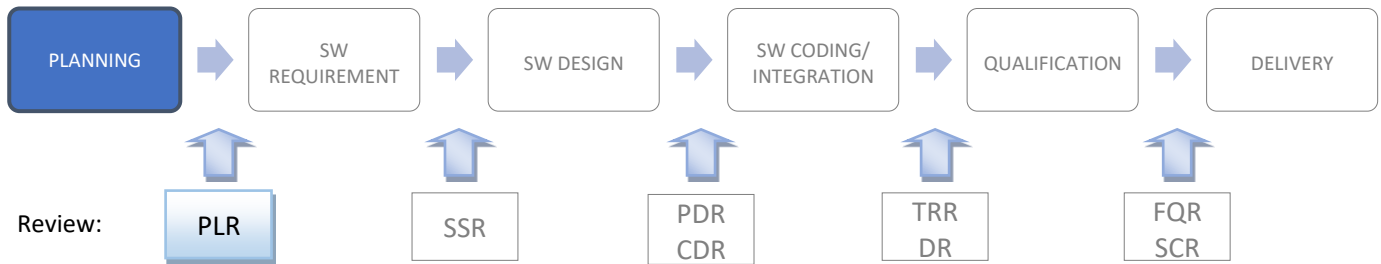 PLANNING
SW
REQUIREMENT
SW DESIGN
SW CODING/
INTEGRATION
QUALIFICATION
DELIVERY
Review:
PLR
SSR
PDR
CDR
TRR
DR
FQR
SCR